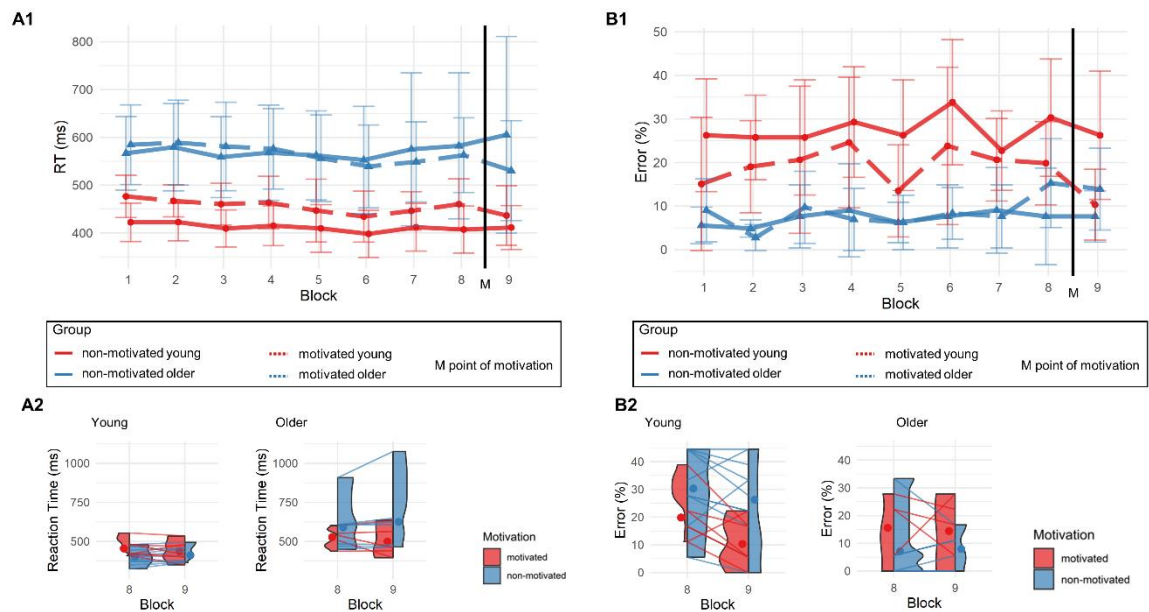 A1
800
700
600
500
400
RT (ms)
1 2 3 4 5 6 7 8 M 9
Block
Group
non-motivated young
motivated young
non-motivated older
motivated older
M point of motivation
B1
50
40
30
20
10
0
Error (%)
1 2 3 4 5 6 7 8 M 9
Block
Group
non-motivated young
motivated young
non-motivated older
motivated older
M point of motivation
A2
Young
Reaction Time (ms)
1000
750
500
8 9
Block
Older
Reaction Time (ms)
1000
750
500
8 9
Block
Motivation
motivated
non-motivated
B2
Young
Error (%)
40
30
20
10
0
8 9
Block
Older
Error (%)
40
30
20
10
0
8 9
Block
Motivation
motivated
non-motivated